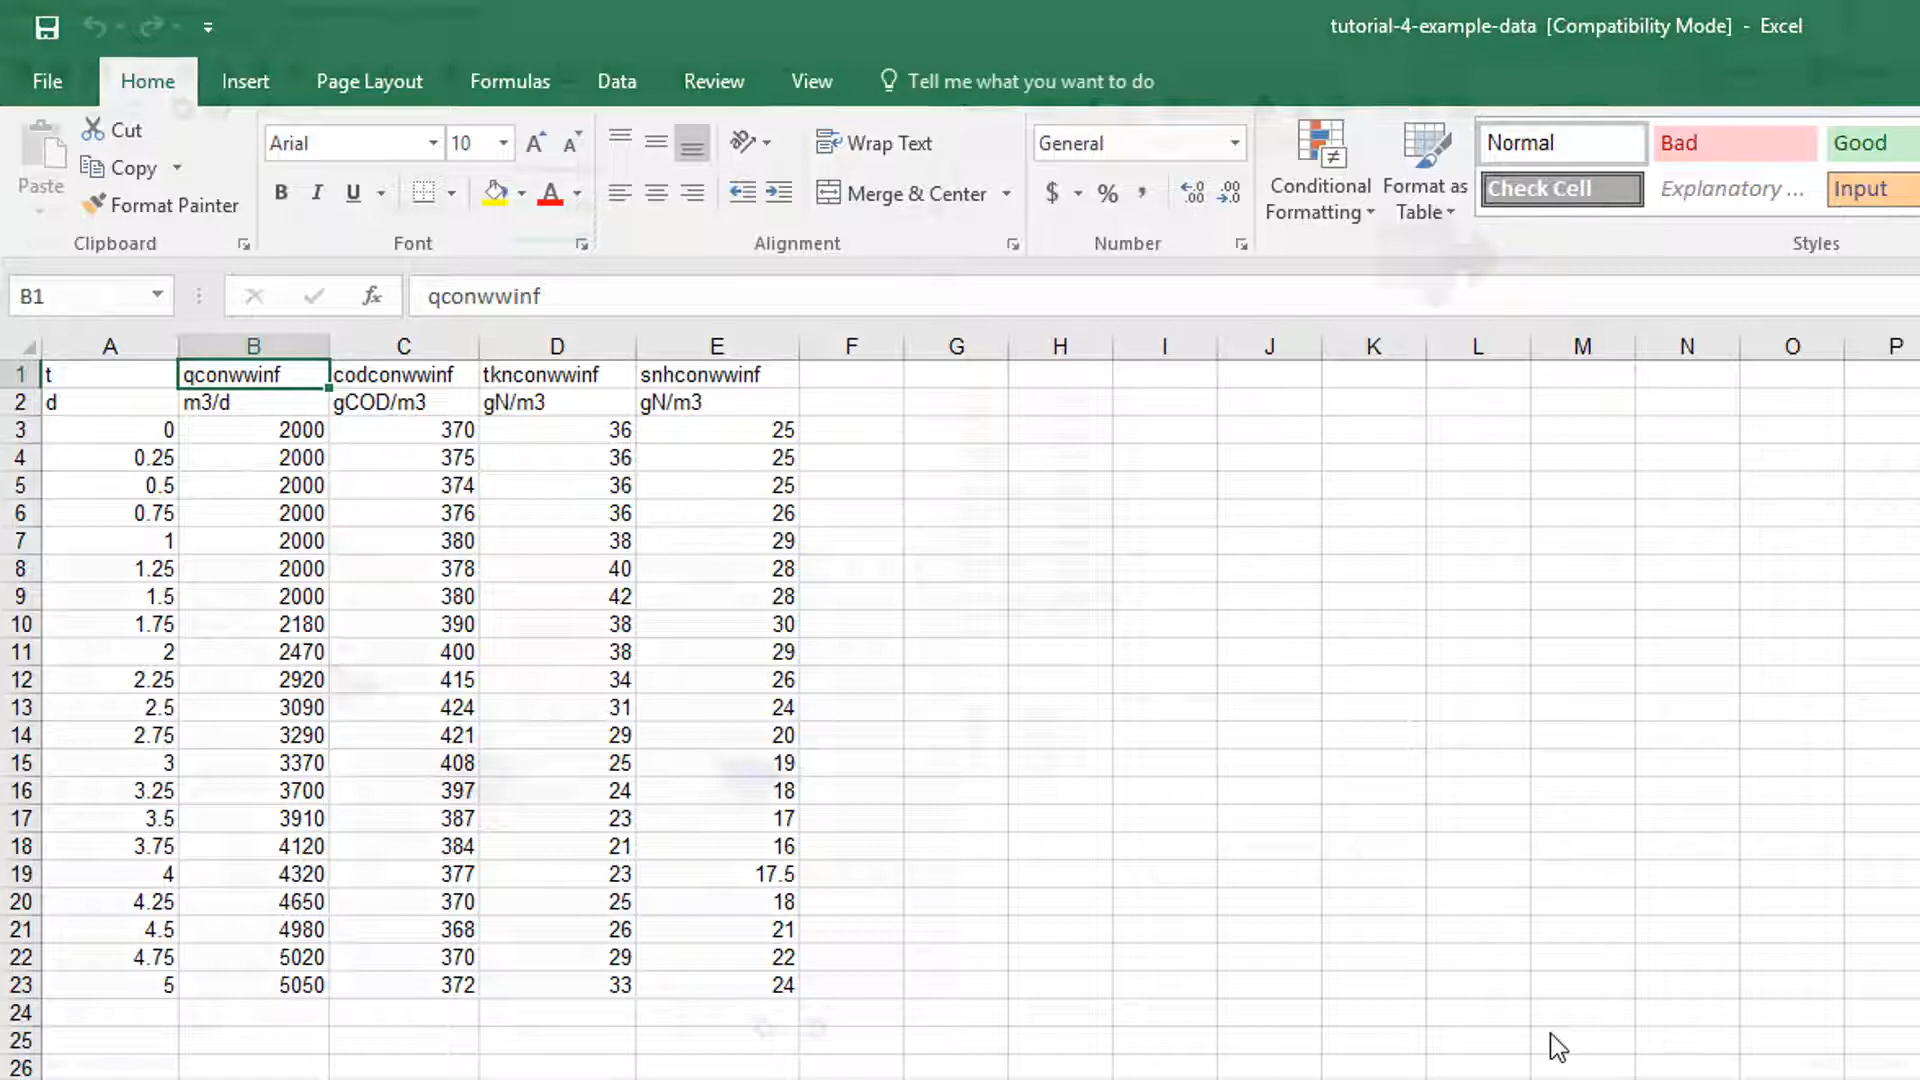 tutorial-4-example-data [Compatibility Mode] - Excel
File Home Insert Page Layout Formulas Data Review View Tell me what you want to do
Paste Cut Copy Format Painter
Clipboard
Arial 10
B I U A
Font
Wrap Text
Merge & Center
Alignment
General
$ % , .00 .00
Number
Conditional Formatting
Format as Table
Normal Bad Good
Check Cell Explanatory ... Input
Styles
B1 fx qconwwinf
A B C D E F G H I J K L M N O P
1 t qconwwinf codconwwinf tknconwwinf snhconwwinf
2 d m3/d gCOD/m3 gN/m3 gN/m3
3 0 2000 370 36 25
4 0.25 2000 375 36 25
5 0.5 2000 374 36 25
6 0.75 2000 376 36 26
7 1 2000 380 38 29
8 1.25 2000 378 40 28
9 1.5 2000 380 42 28
10 1.75 2180 390 38 30
11 2 2470 400 38 29
12 2.25 2920 415 34 26
13 2.5 3090 424 31 24
14 2.75 3290 421 29 20
15 3 3370 408 25 19
16 3.25 3700 397 24 18
17 3.5 3910 387 23 17
18 3.75 4120 384 21 16
19 4 4320 377 23 17.5
20 4.25 4650 370 25 18
21 4.5 4980 368 26 21
22 4.75 5020 370 29 22
23 5 5050 372 33 24
24
25
26